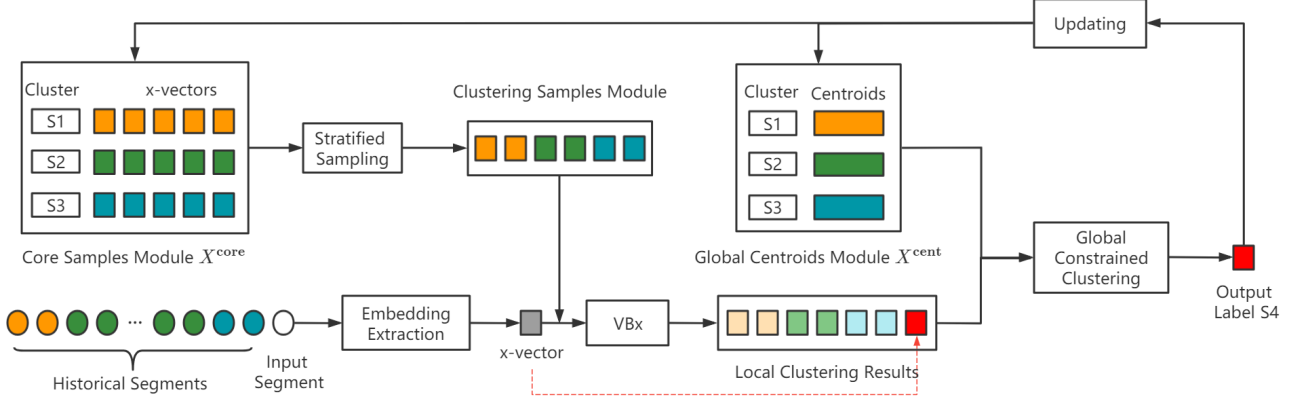 Updating
Cluster
x-vectors
S1
S2
S3
Core Samples Module X^core
Stratified
Sampling
Clustering Samples Module
Cluster
Centroids
S1
S2
S3
Global Centroids Module X^cent
Global
Constrained
Clustering
Output
Label S4
...
Historical Segments
Input
Segment
Embedding
Extraction
x-vector
VBx
Local Clustering Results